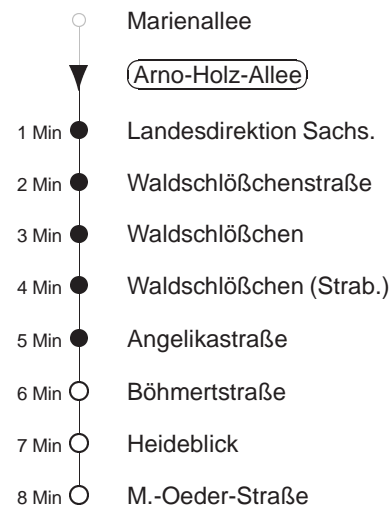 Marienallee
Arno-Holz-Allee
1 Min Landesdirektion Sachs.
2 Min Waldschlößchenstraße
3 Min Waldschlößchen
4 Min Waldschlößchen (Strab.)
5 Min Angelikastraße
6 Min Böhmertstraße
7 Min Heideblick
8 Min M.-Oeder-Straße